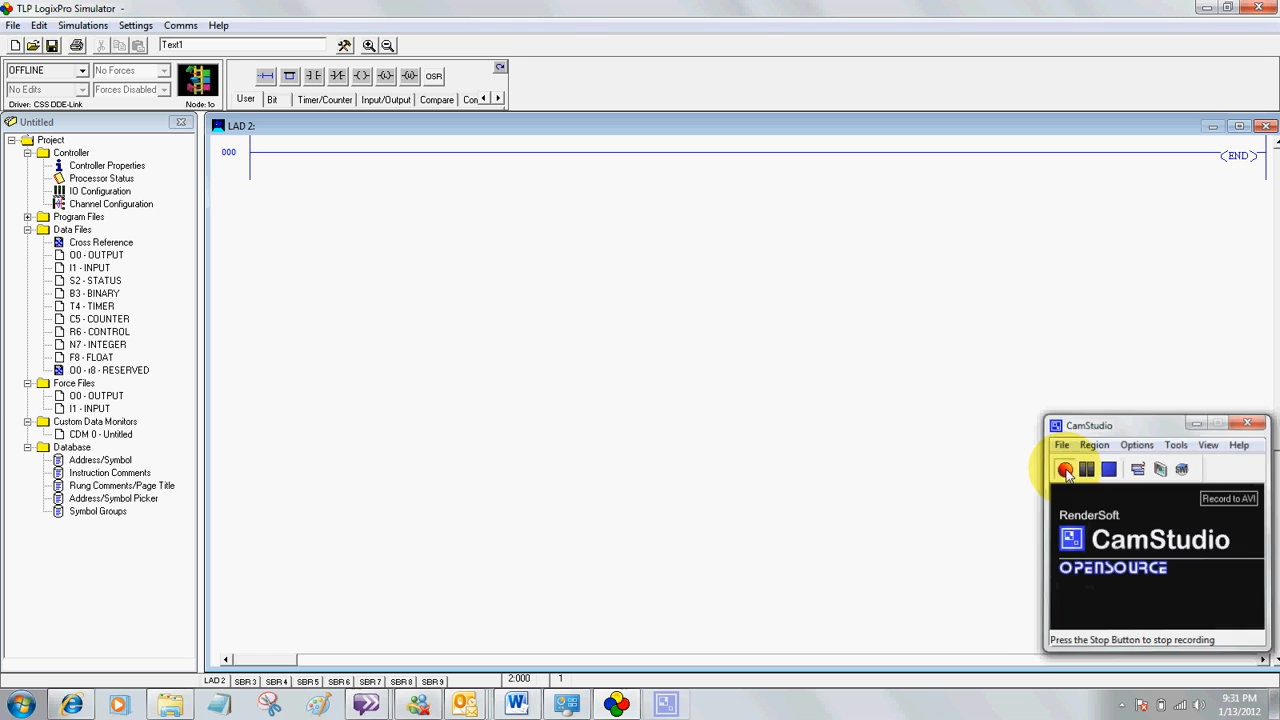 TLP LogixPro Simulator -
File Edit Simulations Settings Comms Help
Text1
OFFLINE No Forces
No Edits Forces Disabled
Driver: CSS DDE-Link Node: 1o
OSR
User Bit Timer/Counter Input/Output Compare Con
Untitled
Project
Controller
Controller Properties
Processor Status
IO Configuration
Channel Configuration
Program Files
Data Files
Cross Reference
O0 - OUTPUT
I1 - INPUT
S2 - STATUS
B3 - BINARY
T4 - TIMER
C5 - COUNTER
R6 - CONTROL
N7 - INTEGER
F8 - FLOAT
O0 - r8 - RESERVED
Force Files
O0 - OUTPUT
I1 - INPUT
Custom Data Monitors
CDM 0 - Untitled
Database
Address/Symbol
Instruction Comments
Rung Comments/Page Title
Address/Symbol Picker
Symbol Groups
LAD 2:
000
END
CamStudio
File Region Options Tools View Help
Record to AVI
RenderSoft
CamStudio
OPENSOURCE
Press the Stop Button to stop recording
LAD 2 SBR 3 SBR 4 SBR 5 SBR 6 SBR 7 SBR 8 SBR 9 2:000 1
9:31 PM
1/13/2012